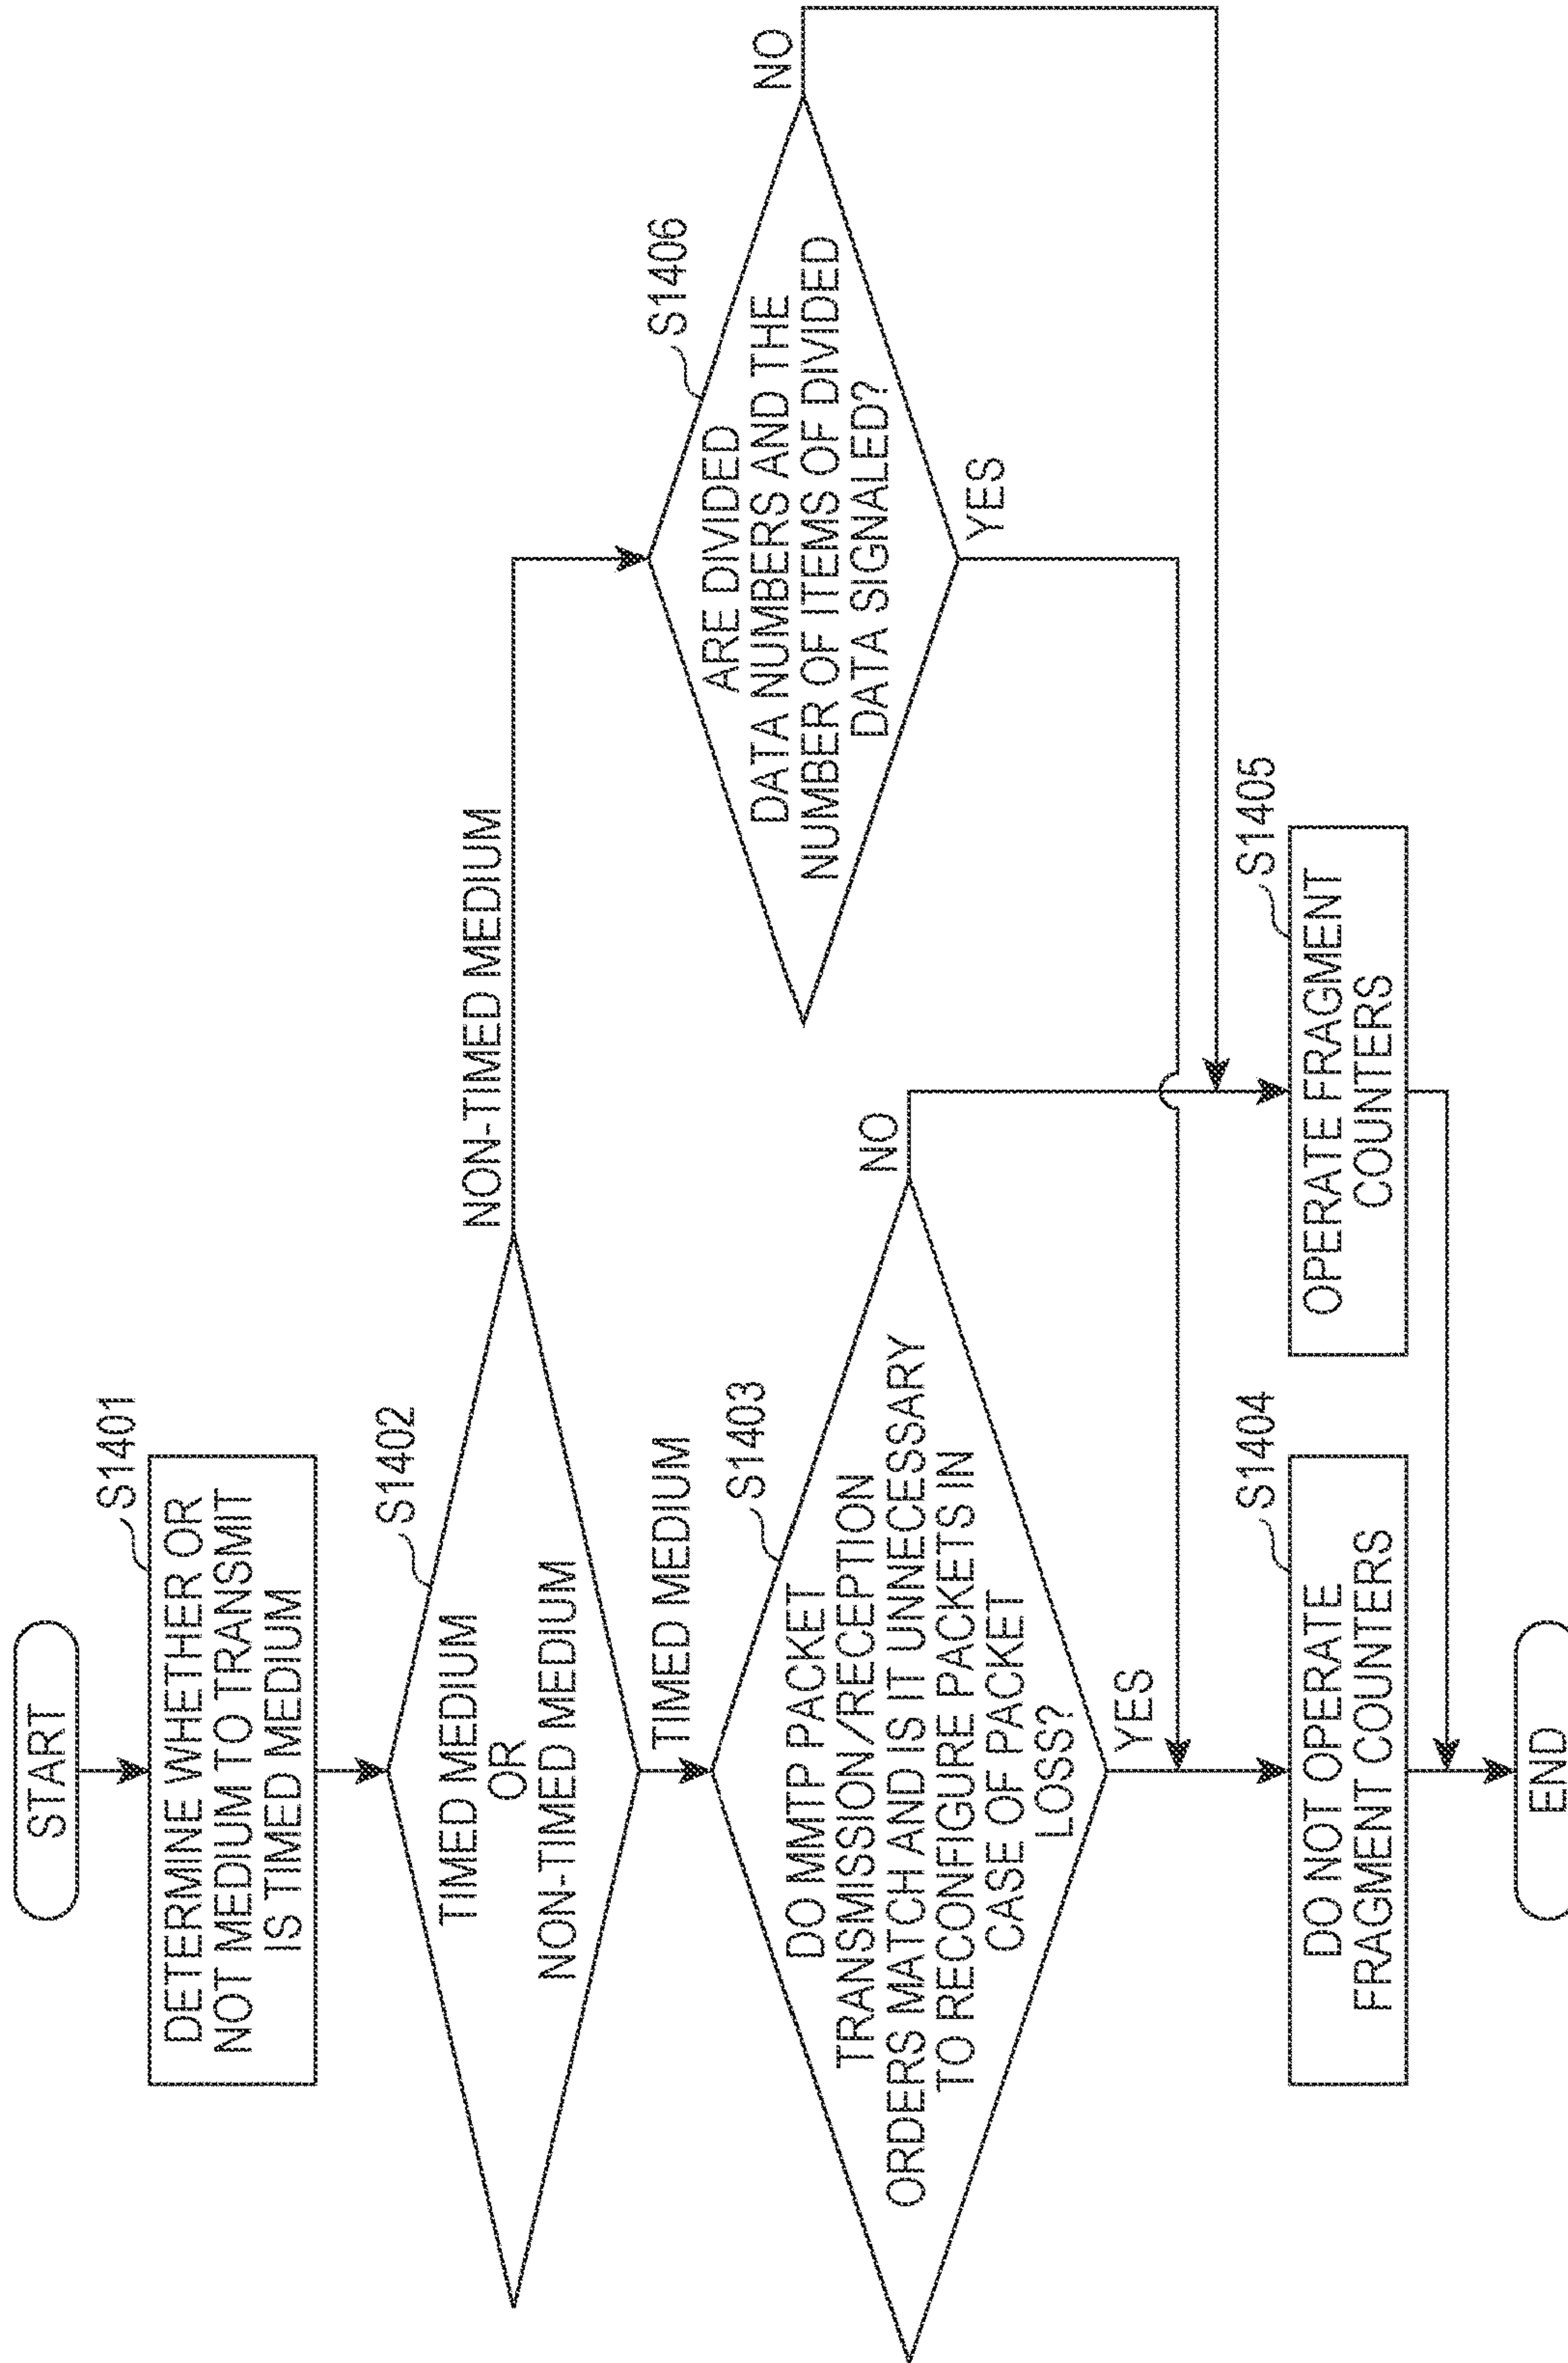 START
S1401
DETERMINE WHETHER OR
NOT MEDIUM TO TRANSMIT
IS TIMED MEDIUM
S1402
TIMED MEDIUM
OR
NON-TIMED MEDIUM
NON-TIMED MEDIUM
TIMED MEDIUM
S1403
DO MMTP PACKET
TRANSMISSION/RECEPTION
ORDERS MATCH AND IS IT UNNECESSARY
TO RECONFIGURE PACKETS IN
CASE OF PACKET
LOSS?
NO
YES
S1406
ARE DIVIDED
DATA NUMBERS AND THE
NUMBER OF ITEMS OF DIVIDED
DATA SIGNALED?
NO
YES
S1404
DO NOT OPERATE
FRAGMENT COUNTERS
S1405
OPERATE FRAGMENT
COUNTERS
END